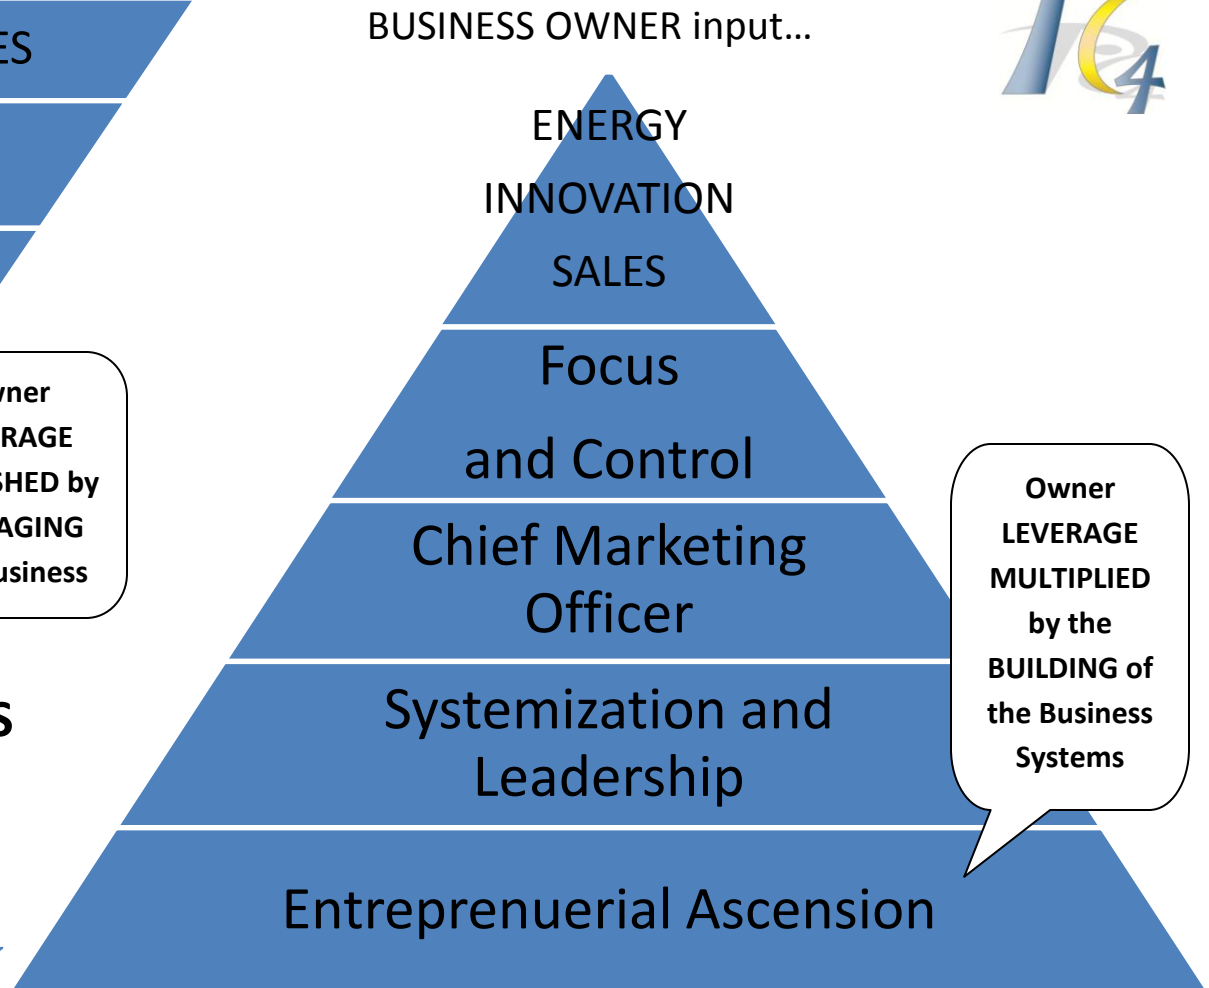 BUSINESS OWNER input...
ES
ENERGY
INNOVATION
SALES
Focus
and Control
Chief Marketing
Officer
Systemization and
Leadership
Entreprenuerial Ascension
wner
RAGE
SHED by
AGING
usiness
S
Owner
LEVERAGE
MULTIPLIED
by the
BUILDING of
the Business
Systems